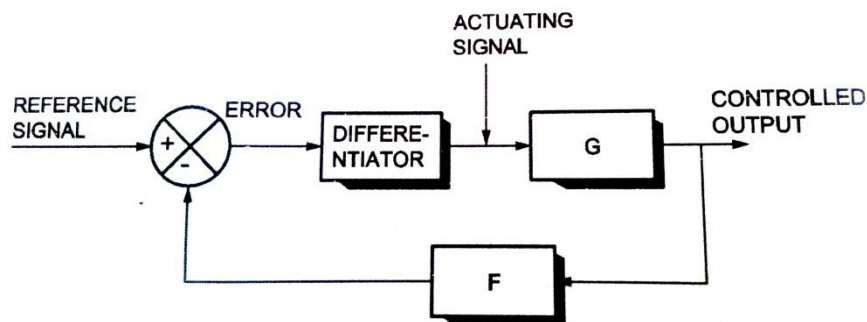 ACTUATING
SIGNAL
REFERENCE
SIGNAL
ERROR
CONTROLLED
OUTPUT
+
-
DIFFERE-
NTIATOR
G
F